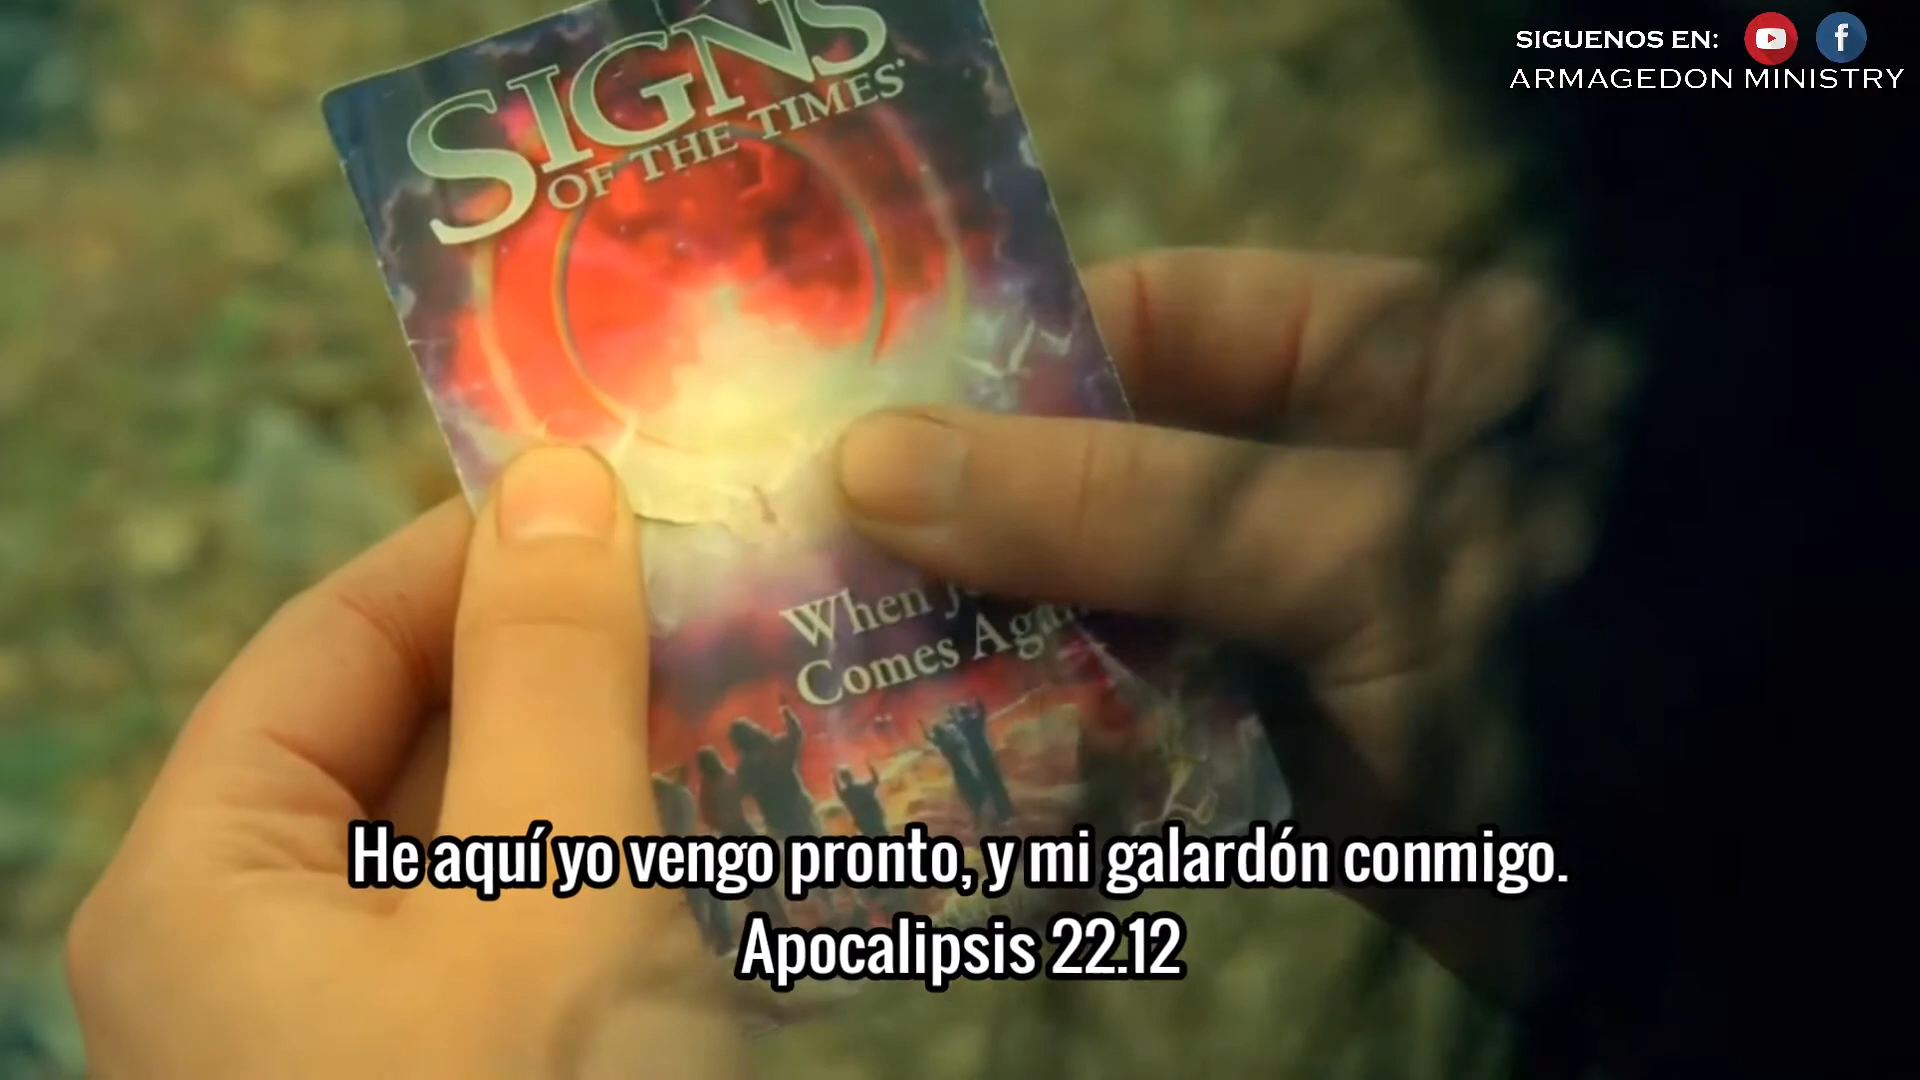 SIGUENOS EN:
ARMAGEDON MINISTRY
SIGNS
OF THE TIMES
When
Comes
He aquí yo vengo pronto, y mi galardón conmigo.
Apocalipsis 22.12